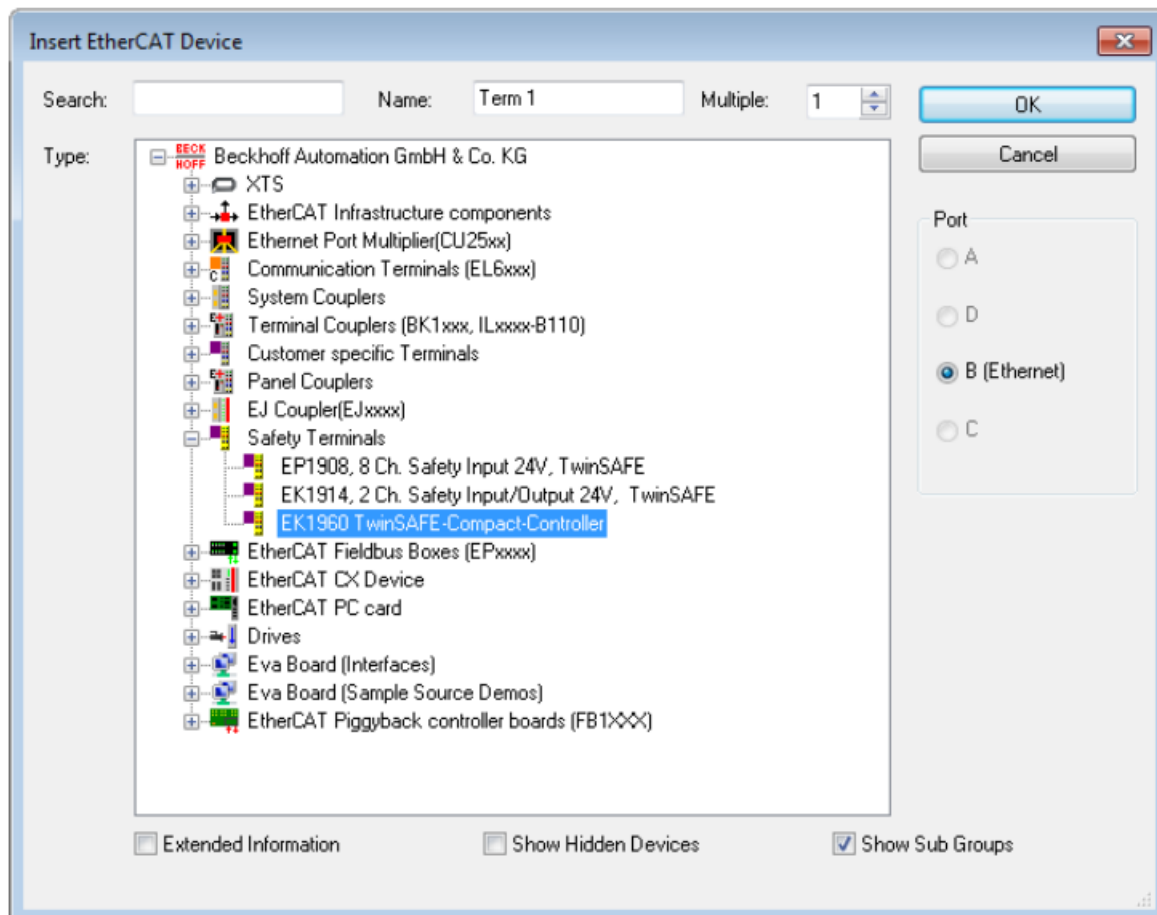 Insert EtherCAT Device
Search: Name: Term 1 Multiple: 1 OK
Type: BECK HOFF Beckhoff Automation GmbH & Co. KG Cancel
XTS
EtherCAT Infrastructure components
Port
Ethernet Port Multiplier(CU25xx)
A
Communication Terminals (EL6xxx)
System Couplers
D
Terminal Couplers (BK1xxx, ILxxxx-B110)
Customer specific Terminals
B (Ethernet)
Panel Couplers
EJ Coupler(EJxxxx)
C
Safety Terminals
EP1908, 8 Ch. Safety Input 24V, TwinSAFE
EK1914, 2 Ch. Safety Input/Output 24V, TwinSAFE
EK1960 TwinSAFE-Compact-Controller
EtherCAT Fieldbus Boxes (EPxxxx)
EtherCAT CX Device
EtherCAT PC card
Drives
Eva Board (Interfaces)
Eva Board (Sample Source Demos)
EtherCAT Piggyback controller boards (FB1XXX)
Extended Information Show Hidden Devices Show Sub Groups